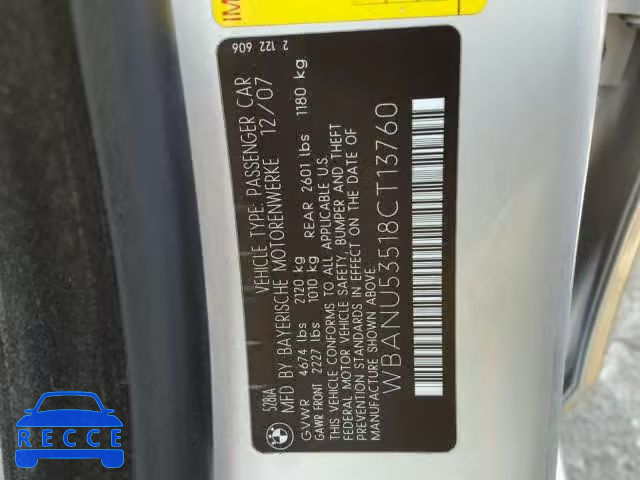 IM
2 122 606
528iA VEHICLE TYPE: PASSENGER CAR
MFD. BY BAYERISCHE MOTORENWERKE 12/07
GVWR 4674 lbs 2120 kg
GAWR FRONT 2227 lbs 1010 kg REAR 2601 lbs 1180 kg
THIS VEHICLE CONFORMS TO ALL APPLICABLE U.S.
FEDERAL MOTOR VEHICLE SAFETY, BUMPER AND THEFT
PREVENTION STANDARDS IN EFFECT ON THE DATE OF
MANUFACTURE SHOWN ABOVE.
WBANU53518CT13760
BMW
RECCE